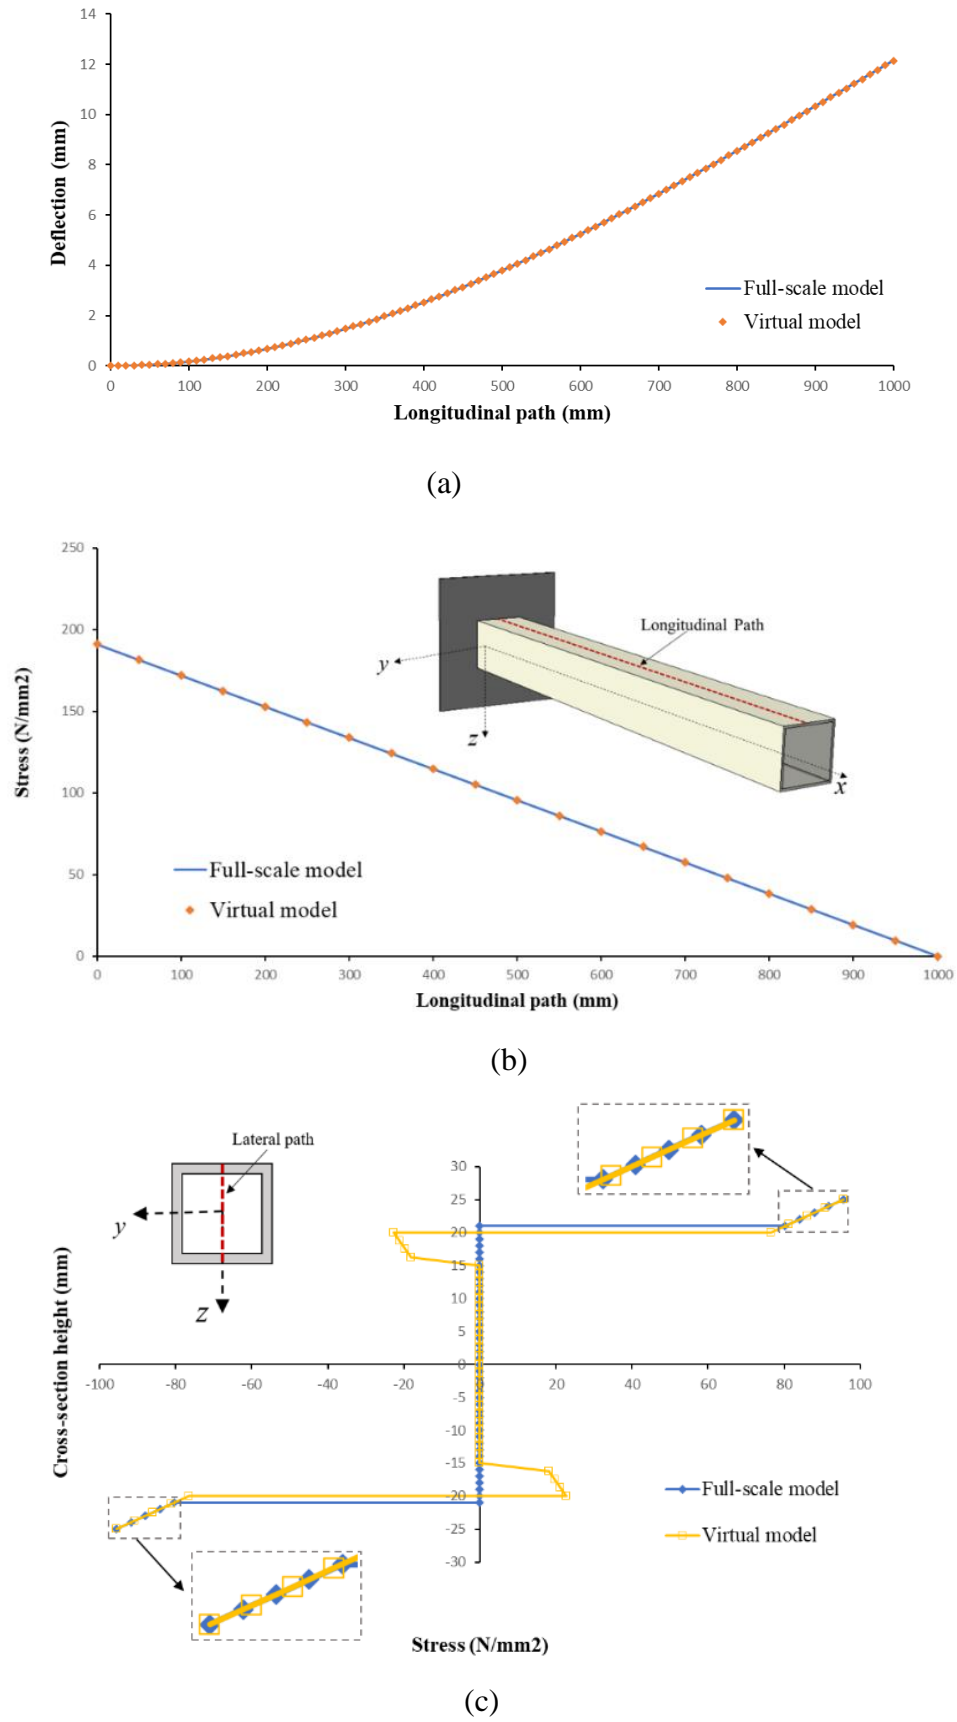 14
12
10
8
6
4
2
0
Deflection (mm)
Full-scale model
Virtual model
0 100 200 300 400 500 600 700 800 900 1000
Longitudinal path (mm)
(a)
250
200
150
100
50
0
Stress (N/mm2)
Longitudinal Path
y
z
x
Full-scale model
Virtual model
0 100 200 300 400 500 600 700 800 900 1000
Longitudinal path (mm)
(b)
Lateral path
y
z
Cross-section height (mm)
30
25
20
15
10
5
0
-5
-10
-15
-20
-25
-30
-100 -80 -60 -40 -20 0 20 40 60 80 100
Full-scale model
Virtual model
Stress (N/mm2)
(c)